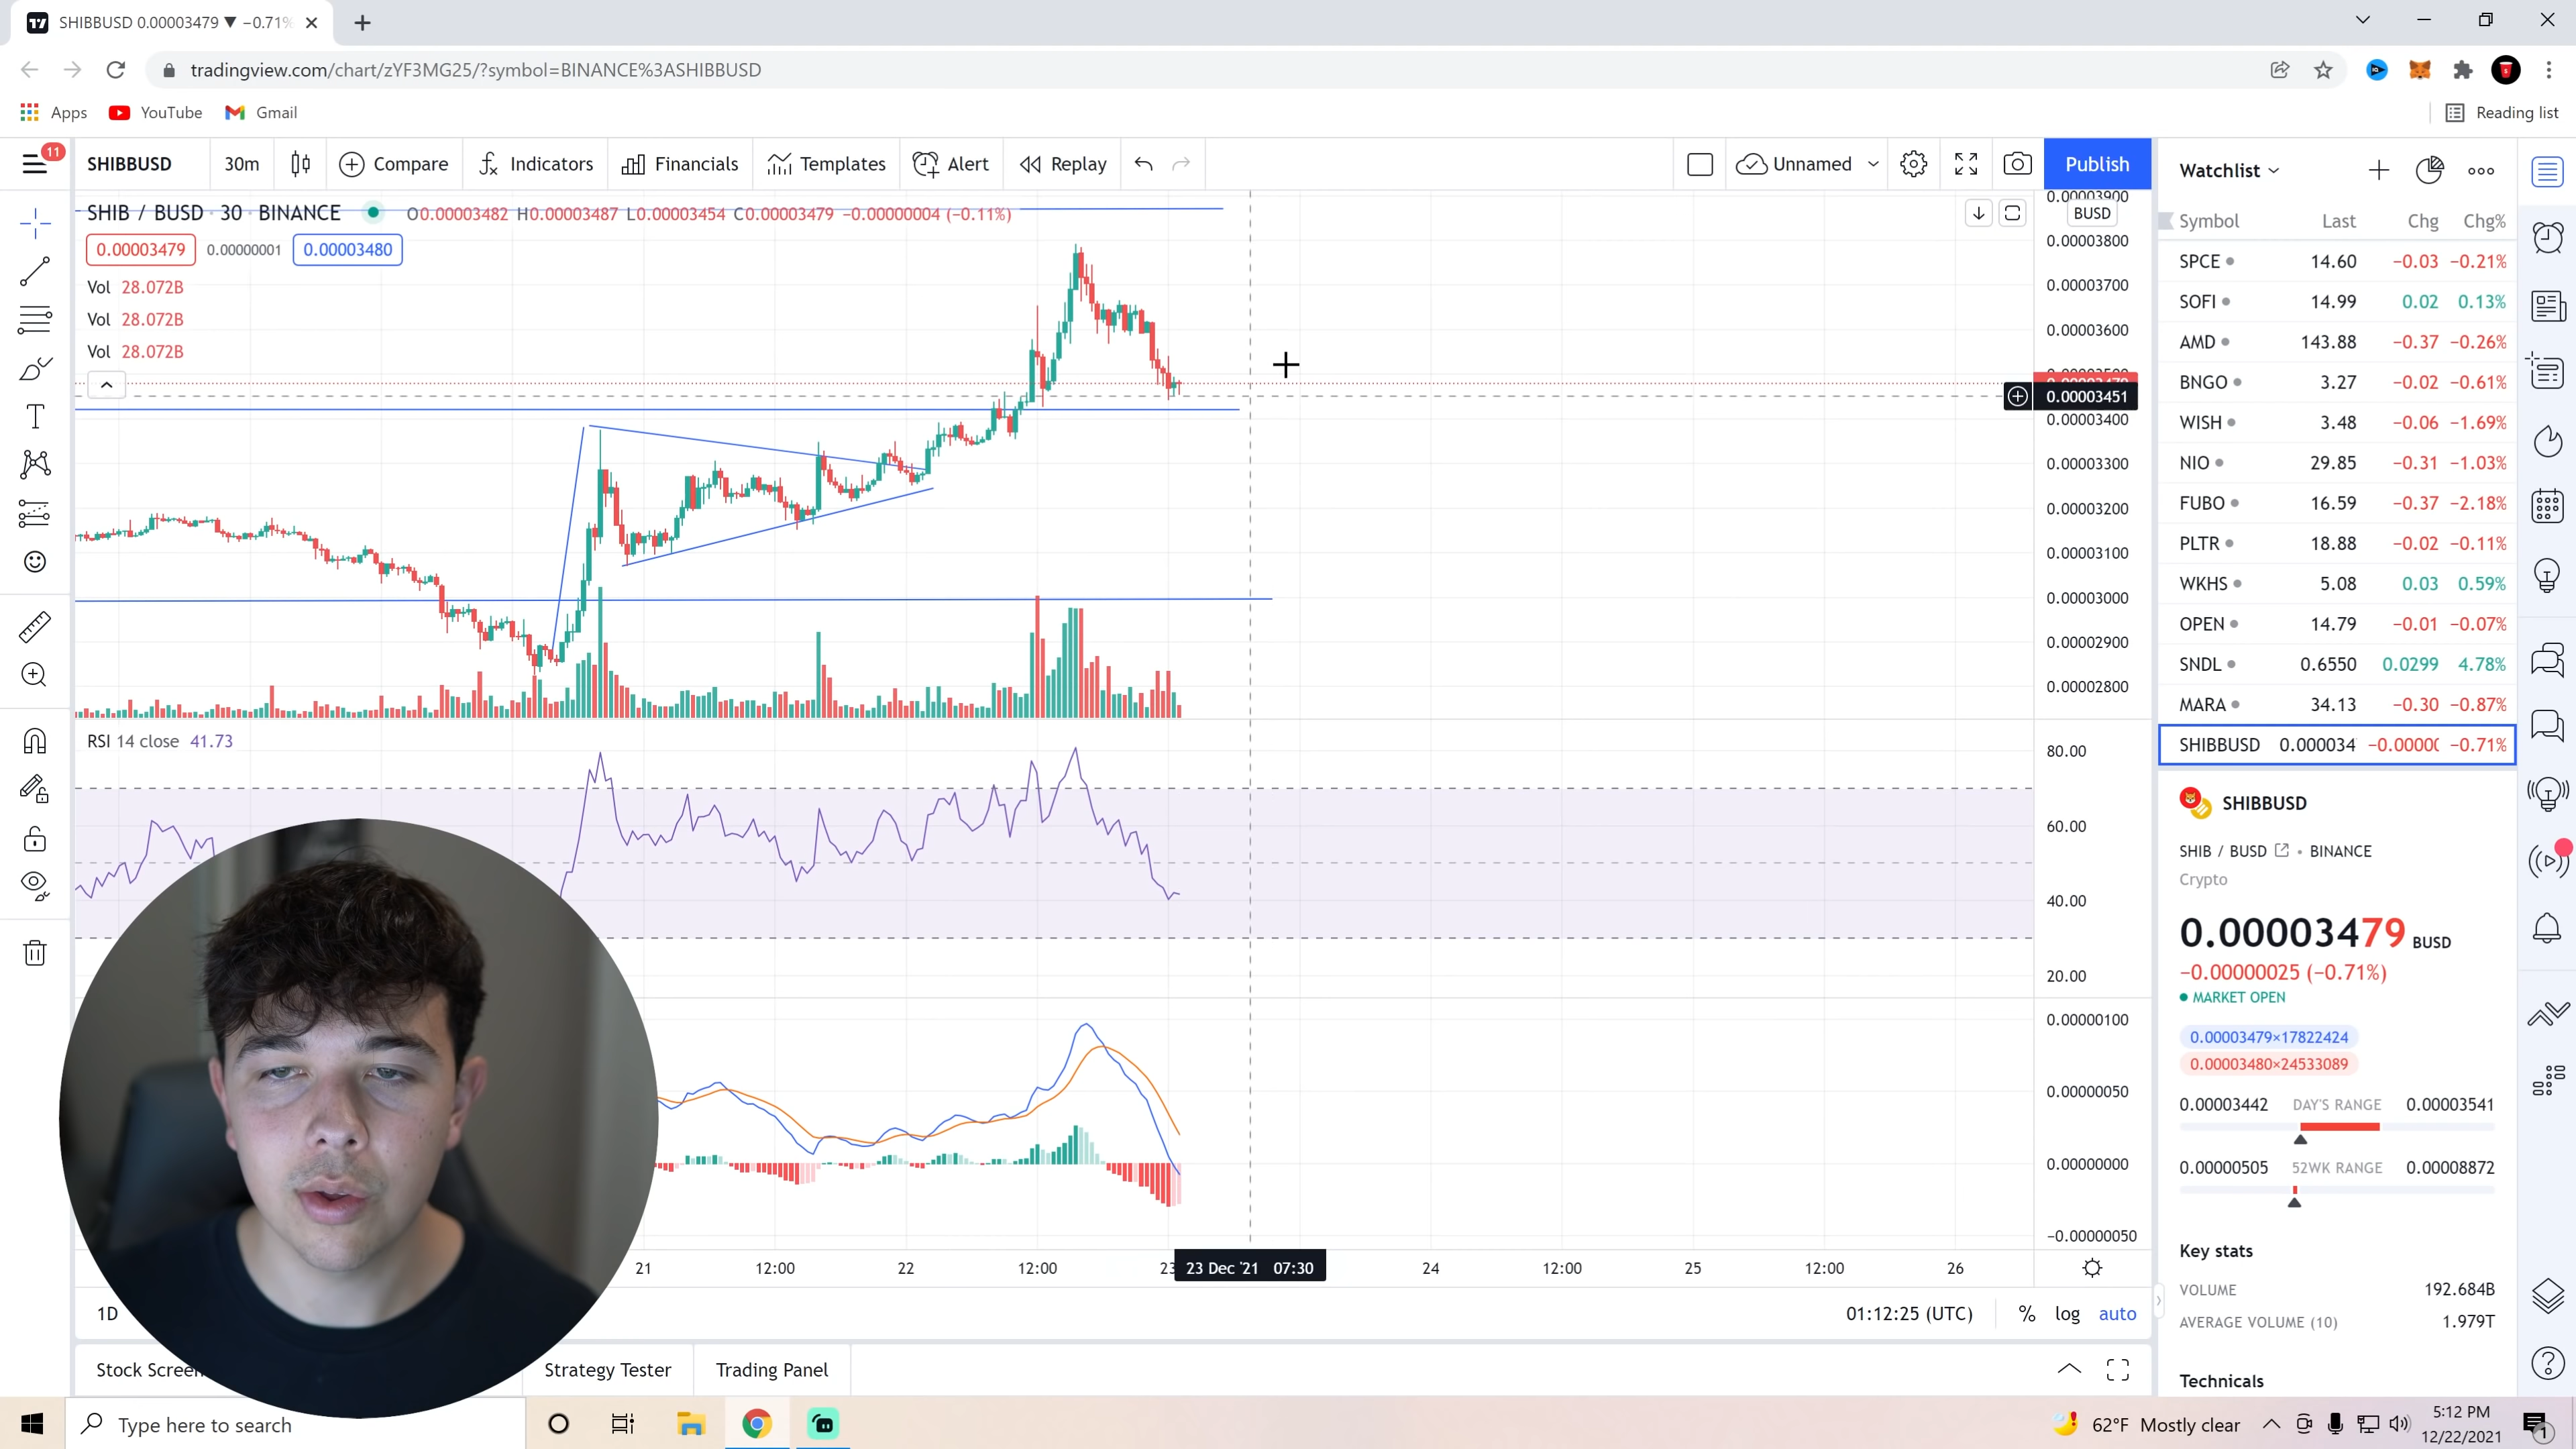 SHIBBUSD 0.00003479 ▼ −0.71%
tradingview.com/chart/zYF3MG25/?symbol=BINANCE%3ASHIBBUSD
Apps YouTube Gmail Reading list
11 SHIBBUSD 30m Compare Indicators Financials Templates Alert Replay Unnamed Publish
SHIB / BUSD · 30 · BINANCE O0.00003482 H0.00003487 L0.00003454 C0.00003479 −0.00000004 (−0.11%)
0.00003479 0.00000001 0.00003480
Vol 28.072B
Vol 28.072B
Vol 28.072B
0.00003900
BUSD
0.00003800
0.00003700
0.00003600
0.00003451
0.00003400
0.00003300
0.00003200
0.00003100
0.00003000
0.00002900
0.00002800
RSI 14 close 41.73
80.00
60.00
40.00
20.00
0.00000100
0.00000050
0.00000000
−0.00000050
21 12:00 22 12:00 23 23 Dec '21 07:30 24 12:00 25 12:00 26
1D 01:12:25 (UTC) % log auto
Stock Screen Strategy Tester Trading Panel
Watchlist
Symbol Last Chg Chg%
SPCE 14.60 −0.03 −0.21%
SOFI 14.99 0.02 0.13%
AMD 143.88 −0.37 −0.26%
BNGO 3.27 −0.02 −0.61%
WISH 3.48 −0.06 −1.69%
NIO 29.85 −0.31 −1.03%
FUBO 16.59 −0.37 −2.18%
PLTR 18.88 −0.02 −0.11%
WKHS 5.08 0.03 0.59%
OPEN 14.79 −0.01 −0.07%
SNDL 0.6550 0.0299 4.78%
MARA 34.13 −0.30 −0.87%
SHIBBUSD 0.000034 −0.0000 −0.71%
SHIBBUSD
SHIB / BUSD • BINANCE
Crypto
0.00003479 BUSD
−0.00000025 (−0.71%)
MARKET OPEN
0.00003479×17822424
0.00003480×24533089
0.00003442 DAY'S RANGE 0.00003541
0.00000505 52WK RANGE 0.00008872
Key stats
VOLUME 192.684B
AVERAGE VOLUME (10) 1.979T
Technicals
Type here to search
62°F Mostly clear
5:12 PM
12/22/2021
1